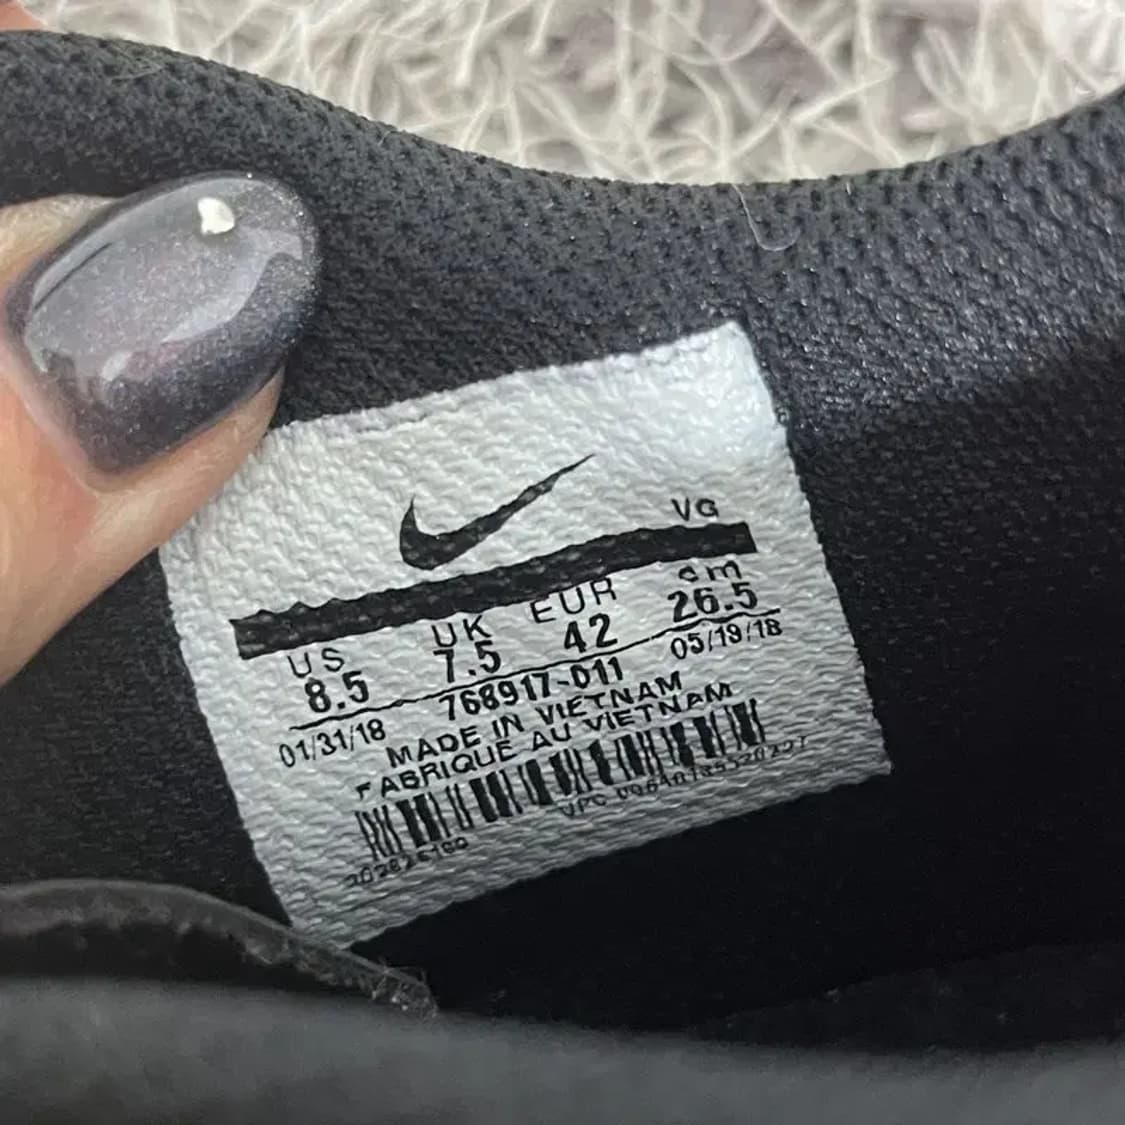 VG
US UK EUR cm
8.5 7.5 42 26.5
01/31/18 768917-011 05/19/18
MADE IN VIETNAM
FABRIQUE AU VIETNAM
UPC